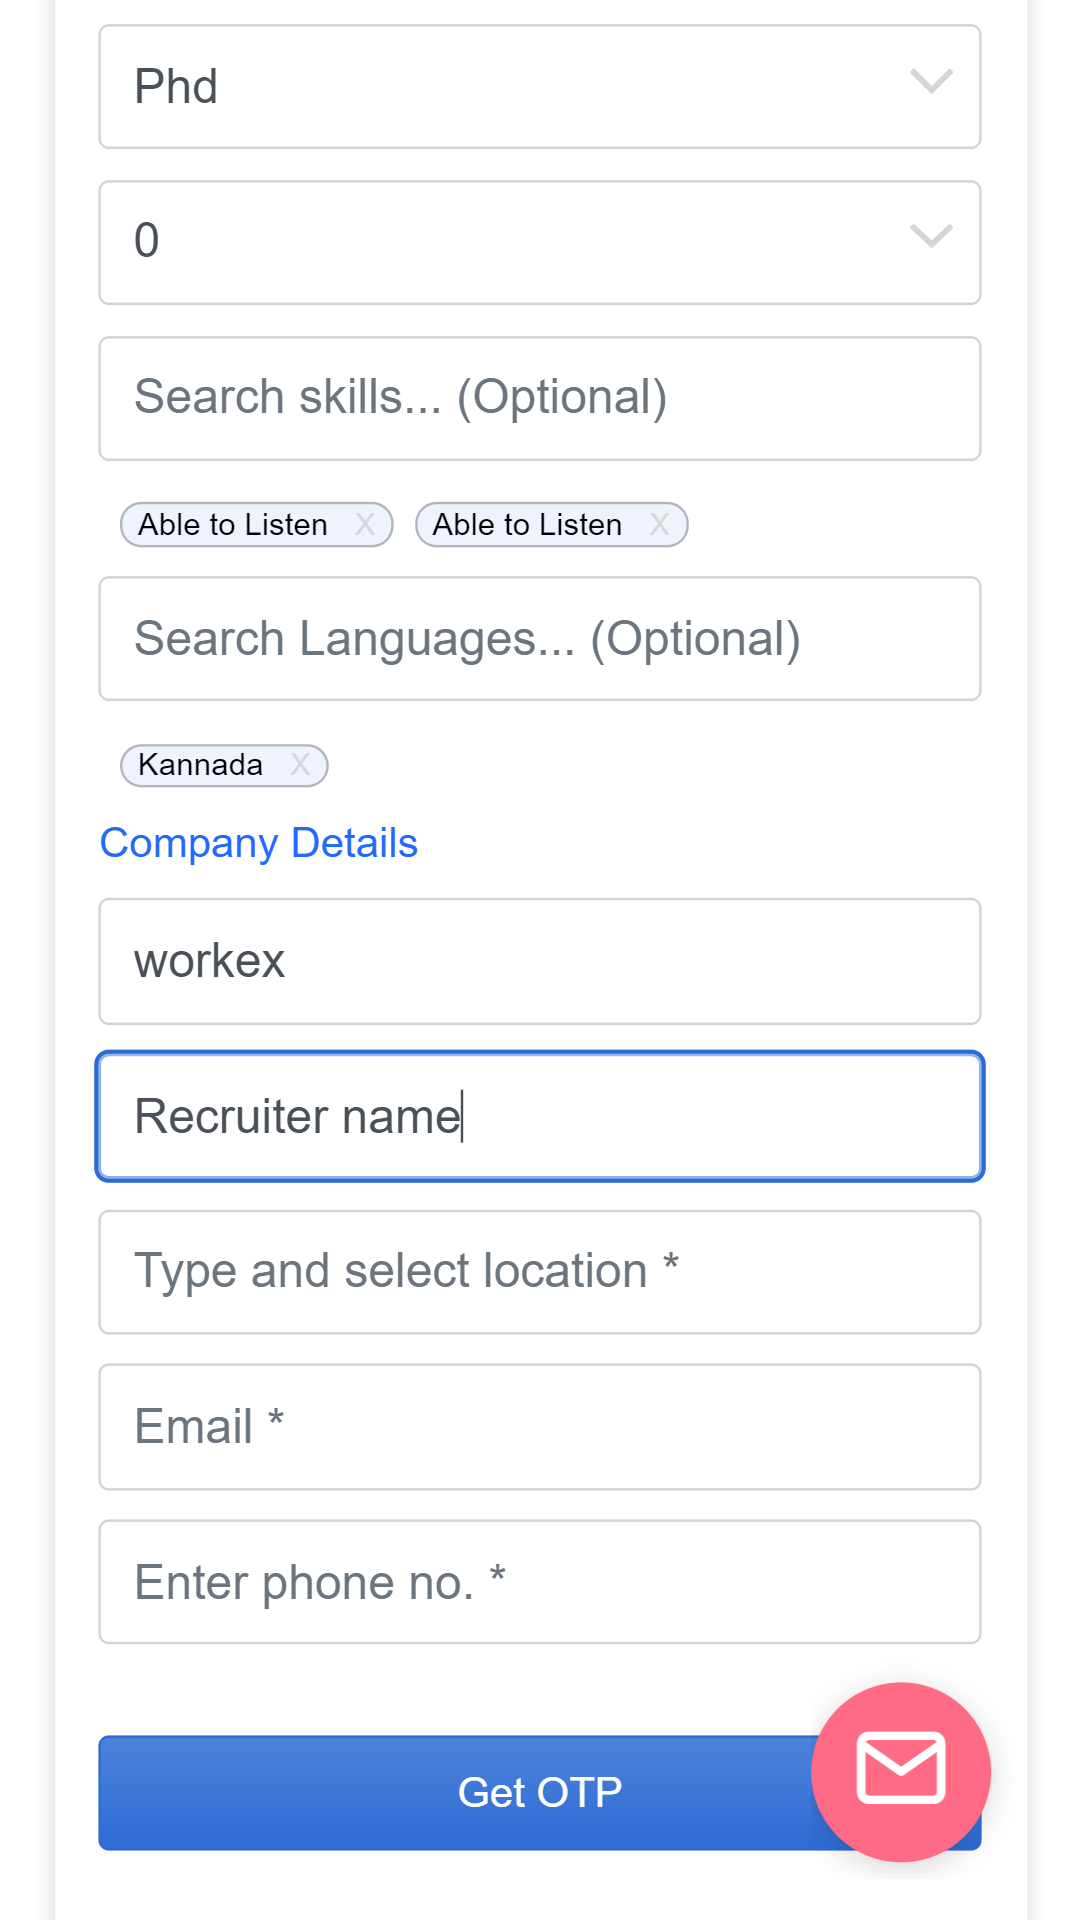 Phd
0
Search skills... (Optional)
Able to Listen X Able to Listen X
Search Languages... (Optional)
Kannada X
Company Details
workex
Recruiter name
Type and select location *
Email *
Enter phone no. *
Get OTP